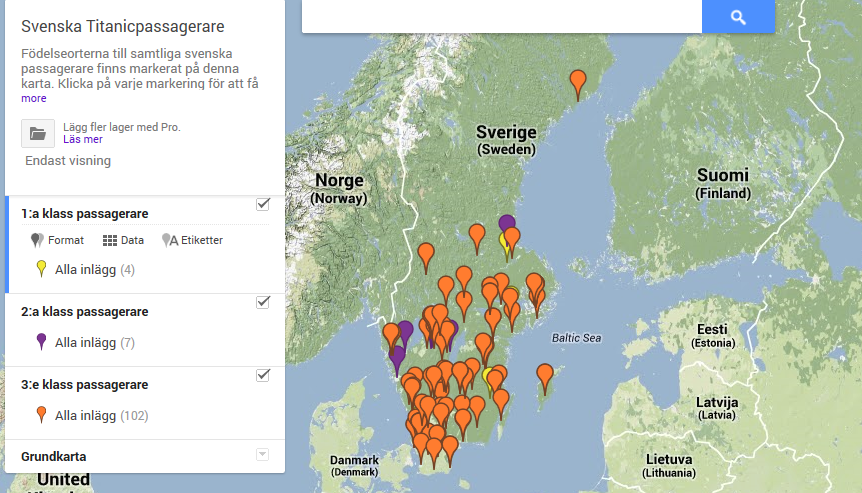 Svenska Titanicpassagerare
Födelseorterna till samtliga svenska
passagerare finns markerat på denna
karta. Klicka på varje markering för att få
more
Lägg fler lager med Pro.
Läs mer
Endast visning
1:a klass passagerare
Format Data A Etiketter
Alla inlägg (4)
2:a klass passagerare
Alla inlägg (7)
3:e klass passagerare
Alla inlägg (102)
Grundkarta
Sverige
(Sweden)
Norge
(Norway)
Suomi
(Finland)
Baltic Sea
Eesti
(Estonia)
Latvija
(Latvia)
Lietuva
(Lithuania)
Danmark
(Denmark)
United